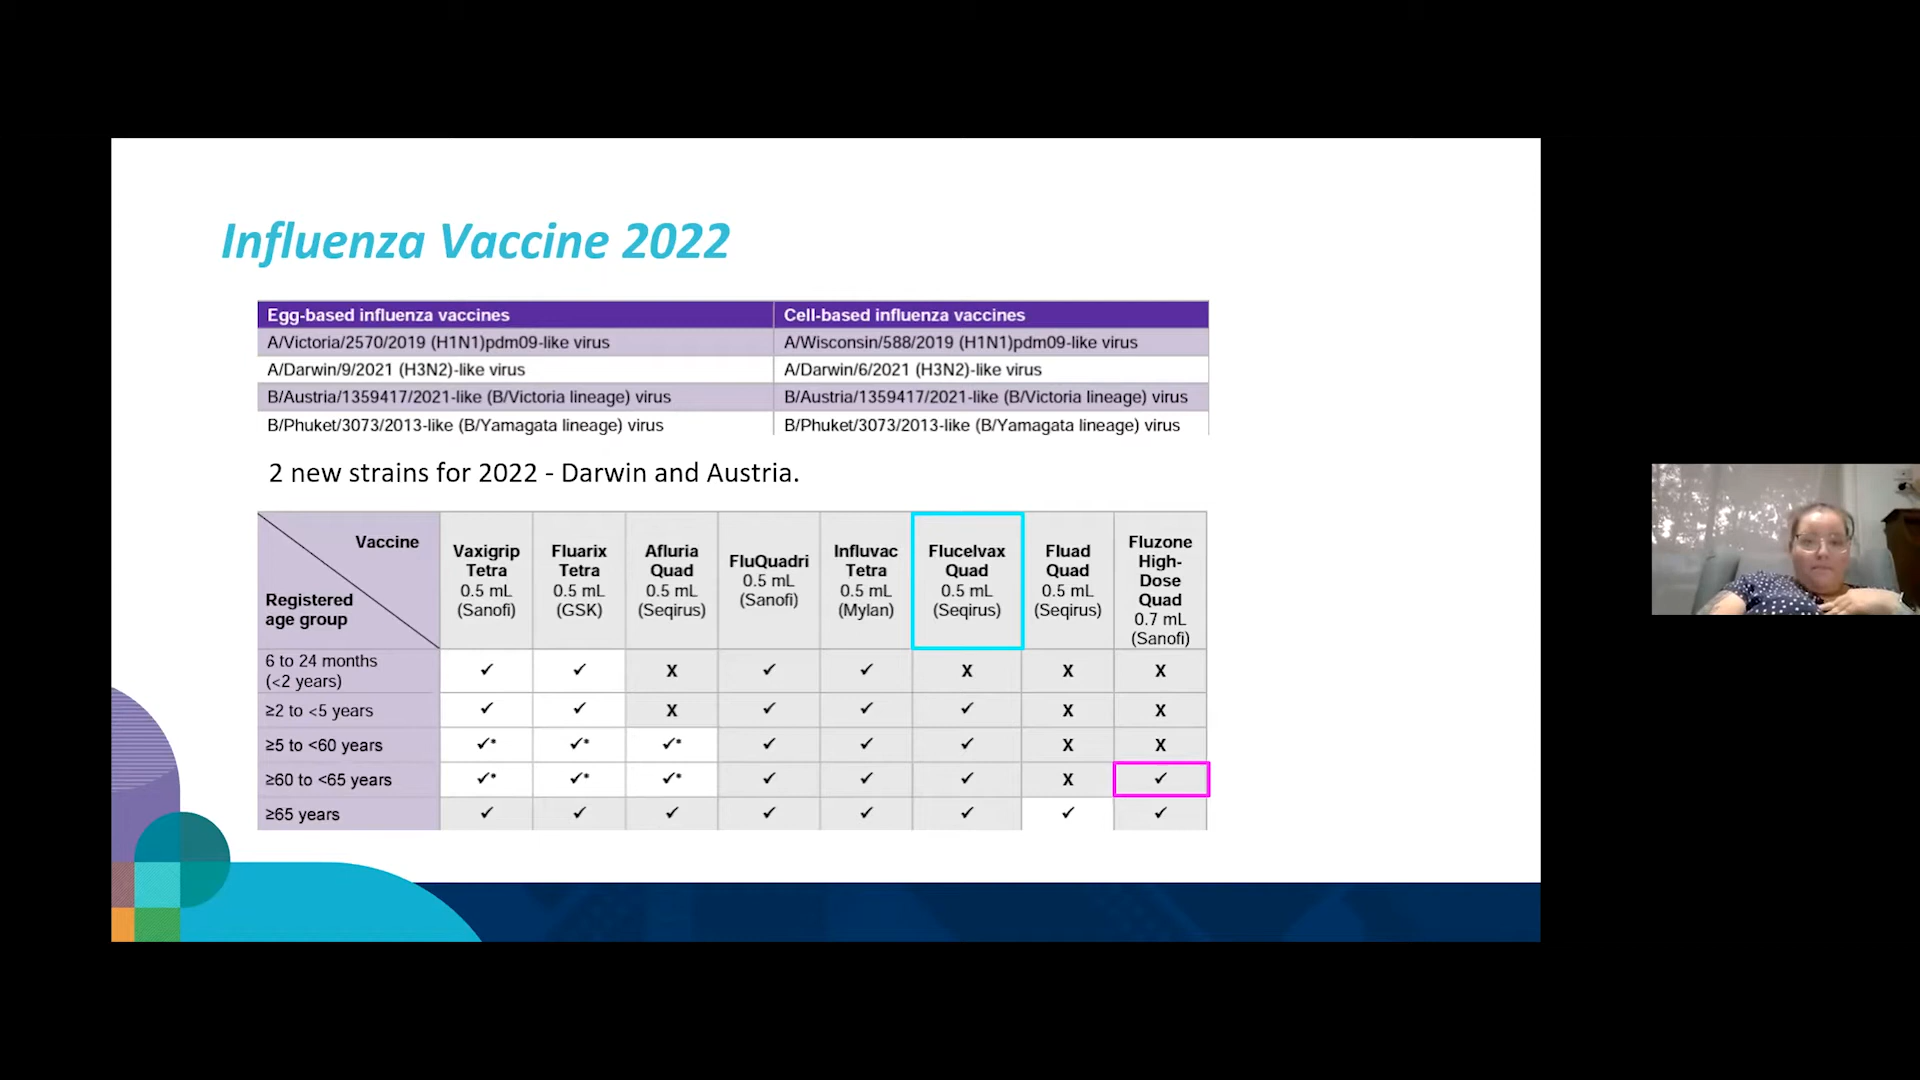 Influenza Vaccine 2022
Egg-based influenza vaccines Cell-based influenza vaccines
A/Victoria/2570/2019 (H1N1)pdm09-like virus A/Wisconsin/588/2019 (H1N1)pdm09-like virus
A/Darwin/9/2021 (H3N2)-like virus A/Darwin/6/2021 (H3N2)-like virus
B/Austria/1359417/2021-like (B/Victoria lineage) virus B/Austria/1359417/2021-like (B/Victoria lineage) virus
B/Phuket/3073/2013-like (B/Yamagata lineage) virus B/Phuket/3073/2013-like (B/Yamagata lineage) virus
2 new strains for 2022 - Darwin and Austria.
Vaccine
Registered
age group
Vaxigrip
Tetra
0.5 mL
(Sanofi)
Fluarix
Tetra
0.5 mL
(GSK)
Afluria
Quad
0.5 mL
(Seqirus)
FluQuadri
0.5 mL
(Sanofi)
Influvac
Tetra
0.5 mL
(Mylan)
Flucelvax
Quad
0.5 mL
(Seqirus)
Fluad
Quad
0.5 mL
(Seqirus)
Fluzone
High-
Dose
Quad
0.7 mL
(Sanofi)
6 to 24 months
(<2 years) ✓ ✓ X ✓ ✓ X X X
≥2 to <5 years ✓ ✓ X ✓ ✓ ✓ X X
≥5 to <60 years ✓* ✓* ✓* ✓ ✓ ✓ X X
≥60 to <65 years ✓* ✓* ✓* ✓ ✓ ✓ X ✓
≥65 years ✓ ✓ ✓ ✓ ✓ ✓ ✓ ✓